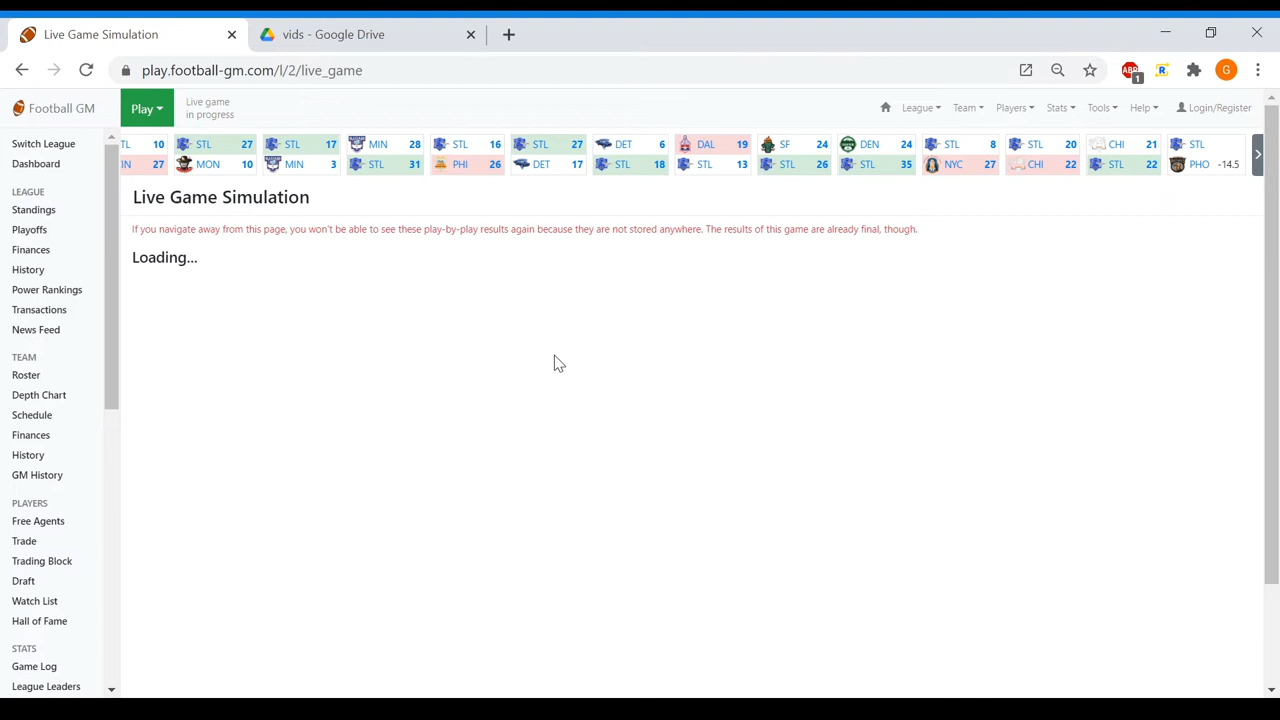 Live Game Simulation
vids - Google Drive
play.football-gm.com/l/2/live_game
ABP 1 R G
Football GM
Play
Live game
in progress
League Team Players Stats Tools Help Login/Register
TL 10 STL 27 STL 17 MIN 28 STL 16 STL 27 DET 6 DAL 19 SF 24 DEN 24 STL 8 STL 20 CHI 21 STL
IN 27 MON 10 MIN 3 STL 31 PHI 26 DET 17 STL 18 STL 13 STL 26 STL 35 NYC 27 CHI 22 STL 22 PHO -14.5
Switch League
Dashboard
LEAGUE
Standings
Playoffs
Finances
History
Power Rankings
Transactions
News Feed
TEAM
Roster
Depth Chart
Schedule
Finances
History
GM History
PLAYERS
Free Agents
Trade
Trading Block
Draft
Watch List
Hall of Fame
STATS
Game Log
League Leaders
Live Game Simulation
If you navigate away from this page, you won't be able to see these play-by-play results again because they are not stored anywhere. The results of this game are already final, though.
Loading...